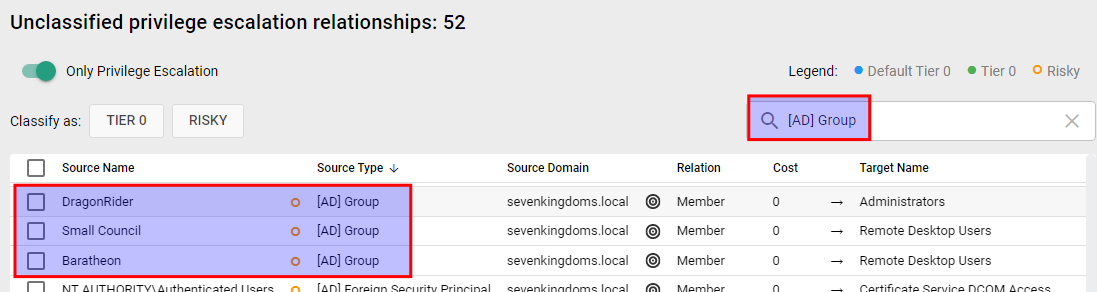 Unclassified privilege escalation relationships: 52
Only Privilege Escalation Legend: Default Tier 0 Tier 0 Risky
Classify as: TIER 0 RISKY [AD] Group
Source Name Source Type ↓ Source Domain Relation Cost Target Name
DragonRider [AD] Group sevenkingdoms.local Member 0 → Administrators
Small Council [AD] Group sevenkingdoms.local Member 0 → Remote Desktop Users
Baratheon [AD] Group sevenkingdoms.local Member 0 → Remote Desktop Users
NT AUTHORITY\Authenticated Users [AD] Foreign Security Principal sevenkingdoms.local Member 0 → Certificate Service DCOM Access